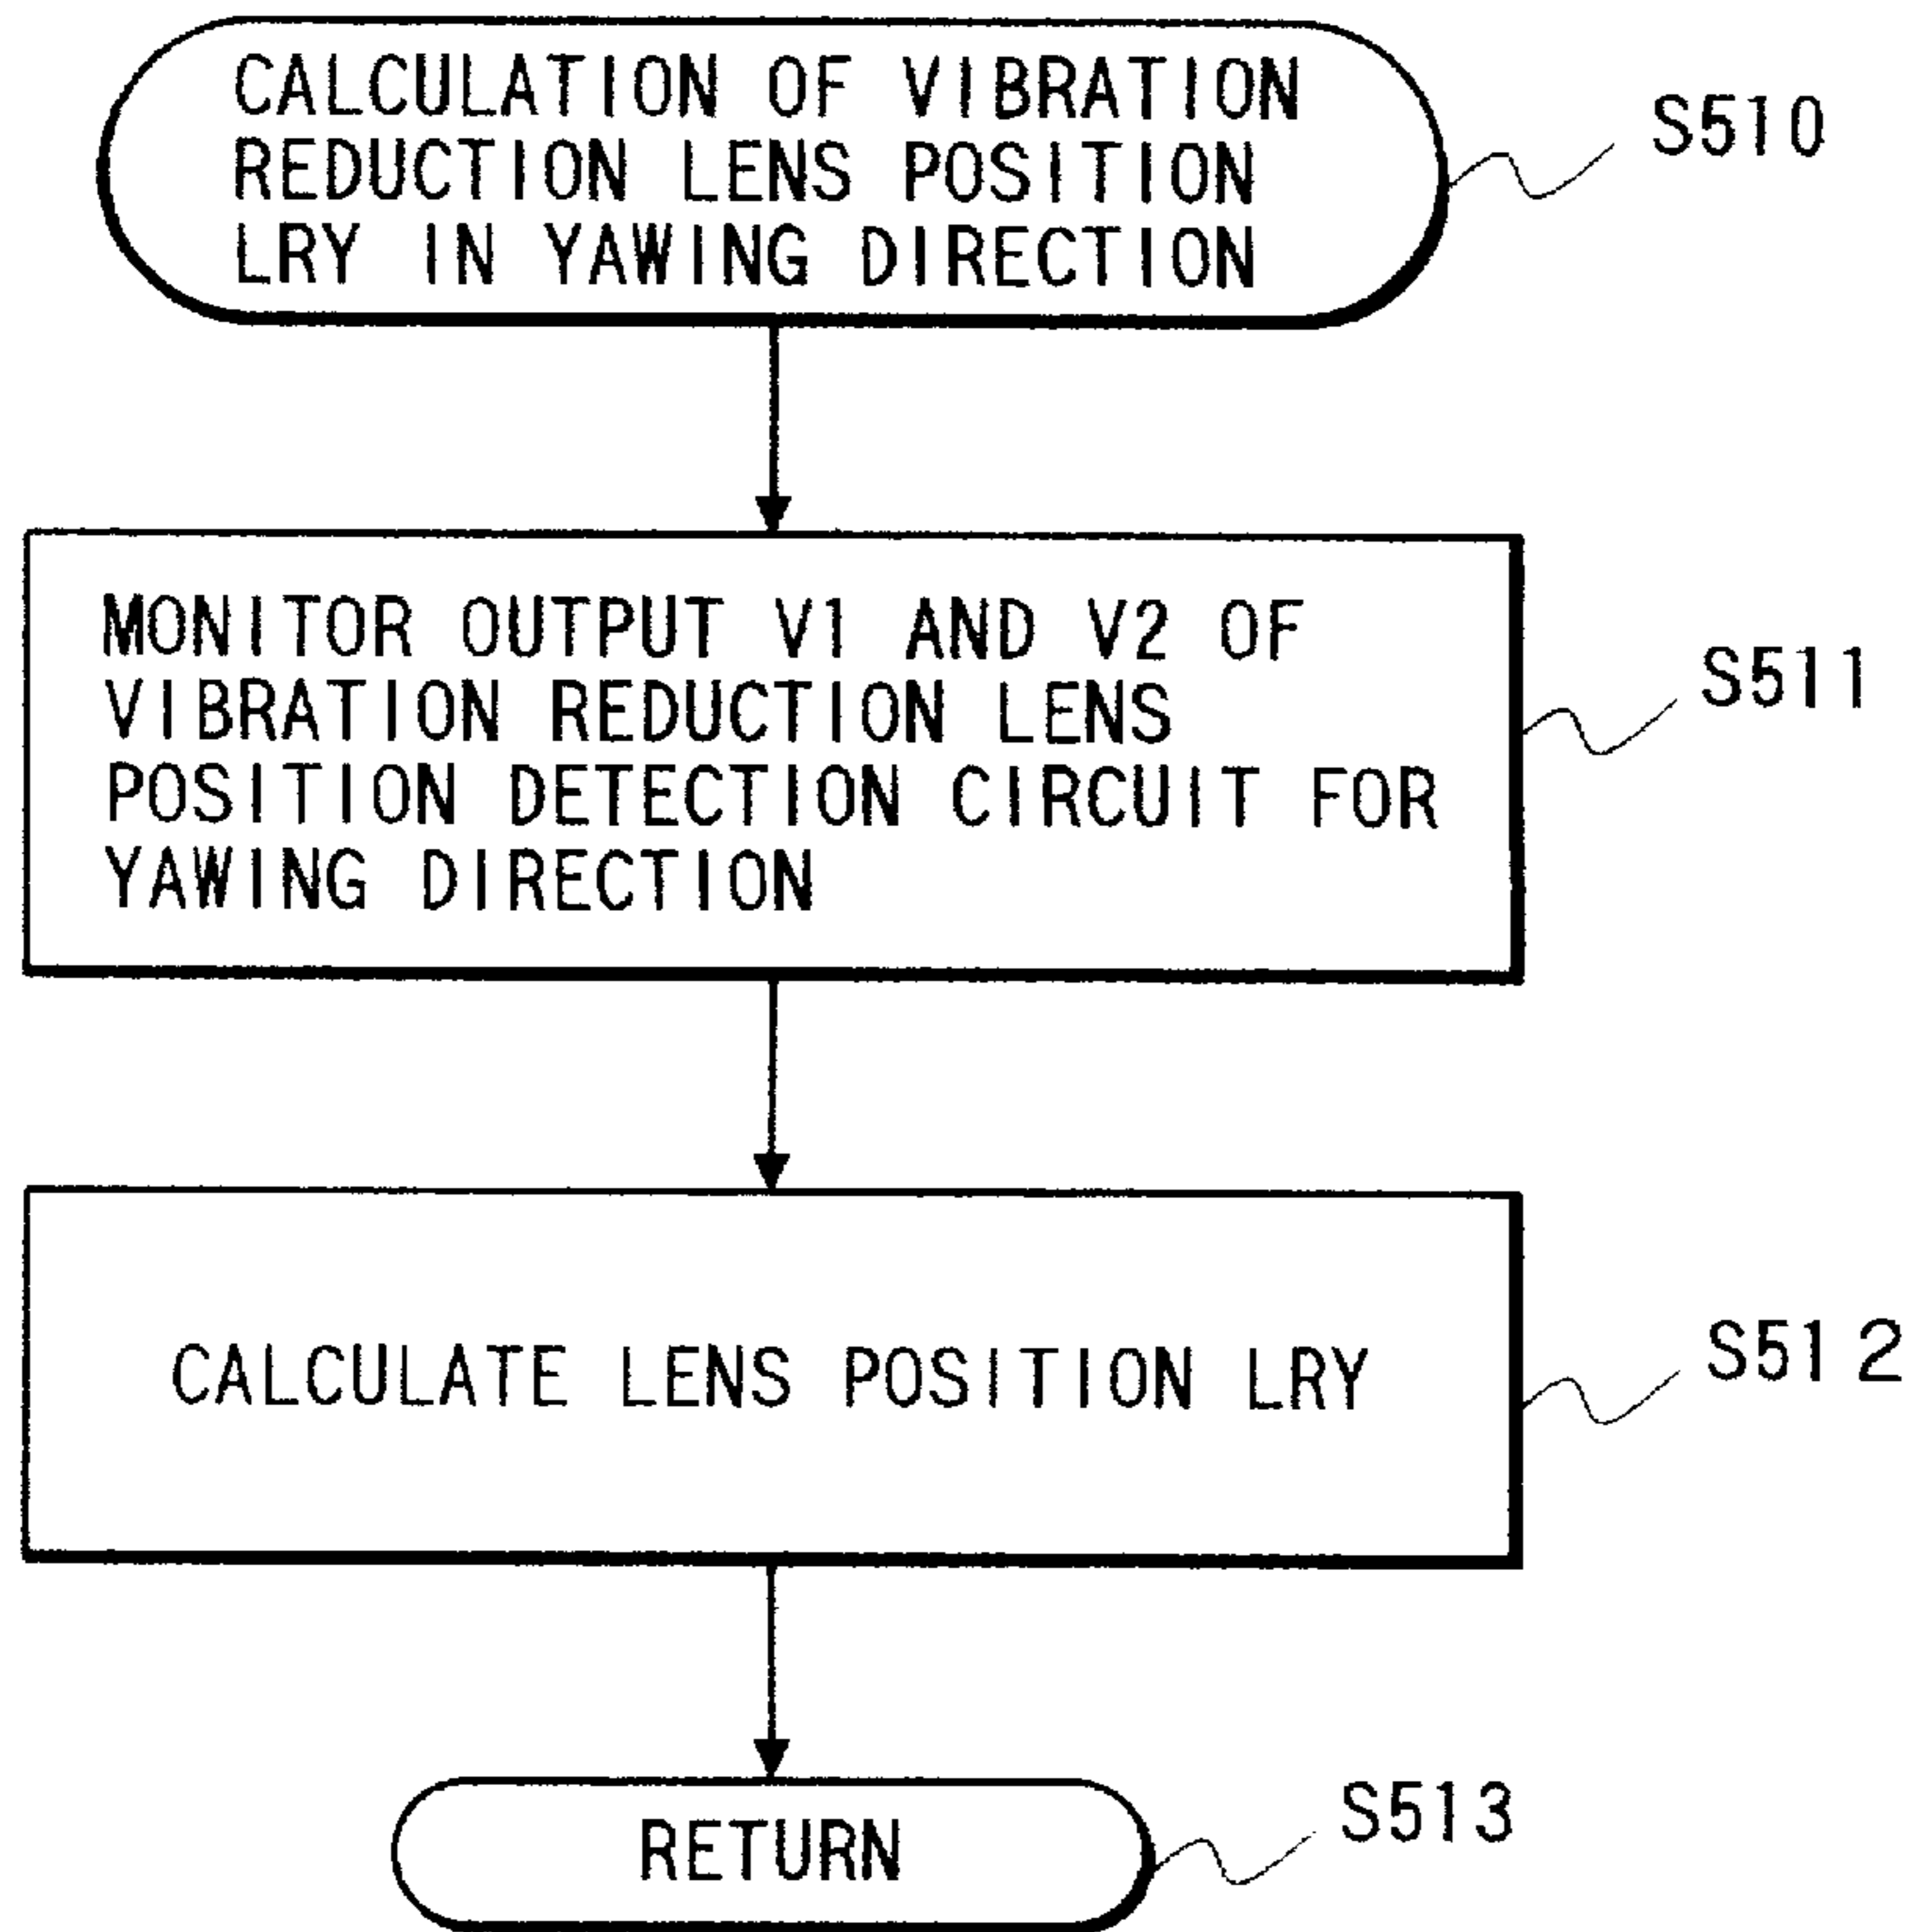 CALCULATION OF VIBRATION
REDUCTION LENS POSITION
LRY IN YAWING DIRECTION
S510
MONITOR OUTPUT V1 AND V2 OF
VIBRATION REDUCTION LENS
POSITION DETECTION CIRCUIT FOR
YAWING DIRECTION
S511
CALCULATE LENS POSITION LRY
S512
RETURN
S513